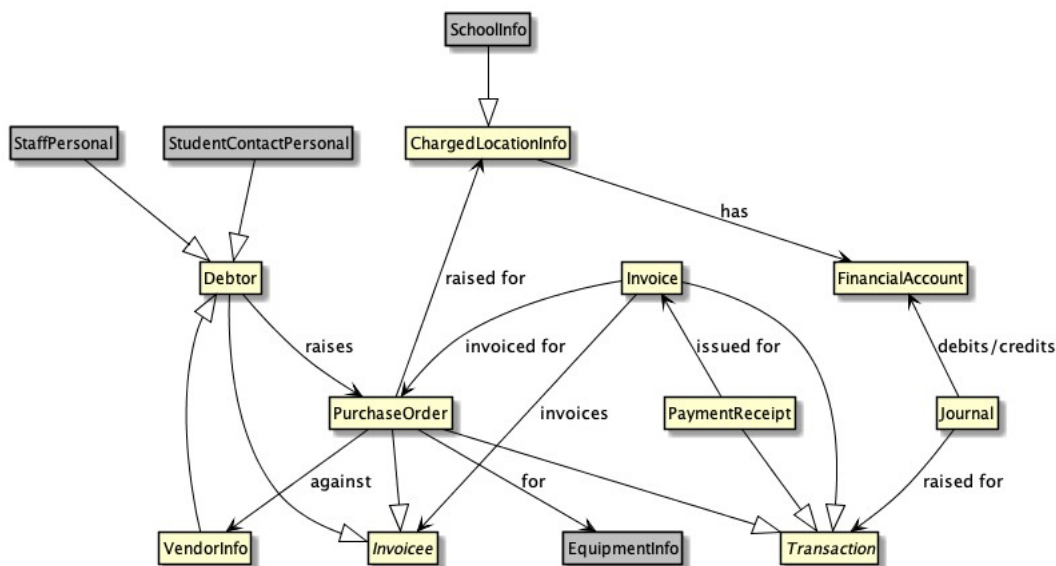 SchoolInfo
StaffPersonal
StudentContactPersonal
ChargedLocationInfo
has
Debtor
raised for
Invoice
FinancialAccount
raises
invoiced for
issued for
debits/credits
PurchaseOrder
invoices
PaymentReceipt
Journal
against
for
raised for
VendorInfo
Invoicee
EquipmentInfo
Transaction